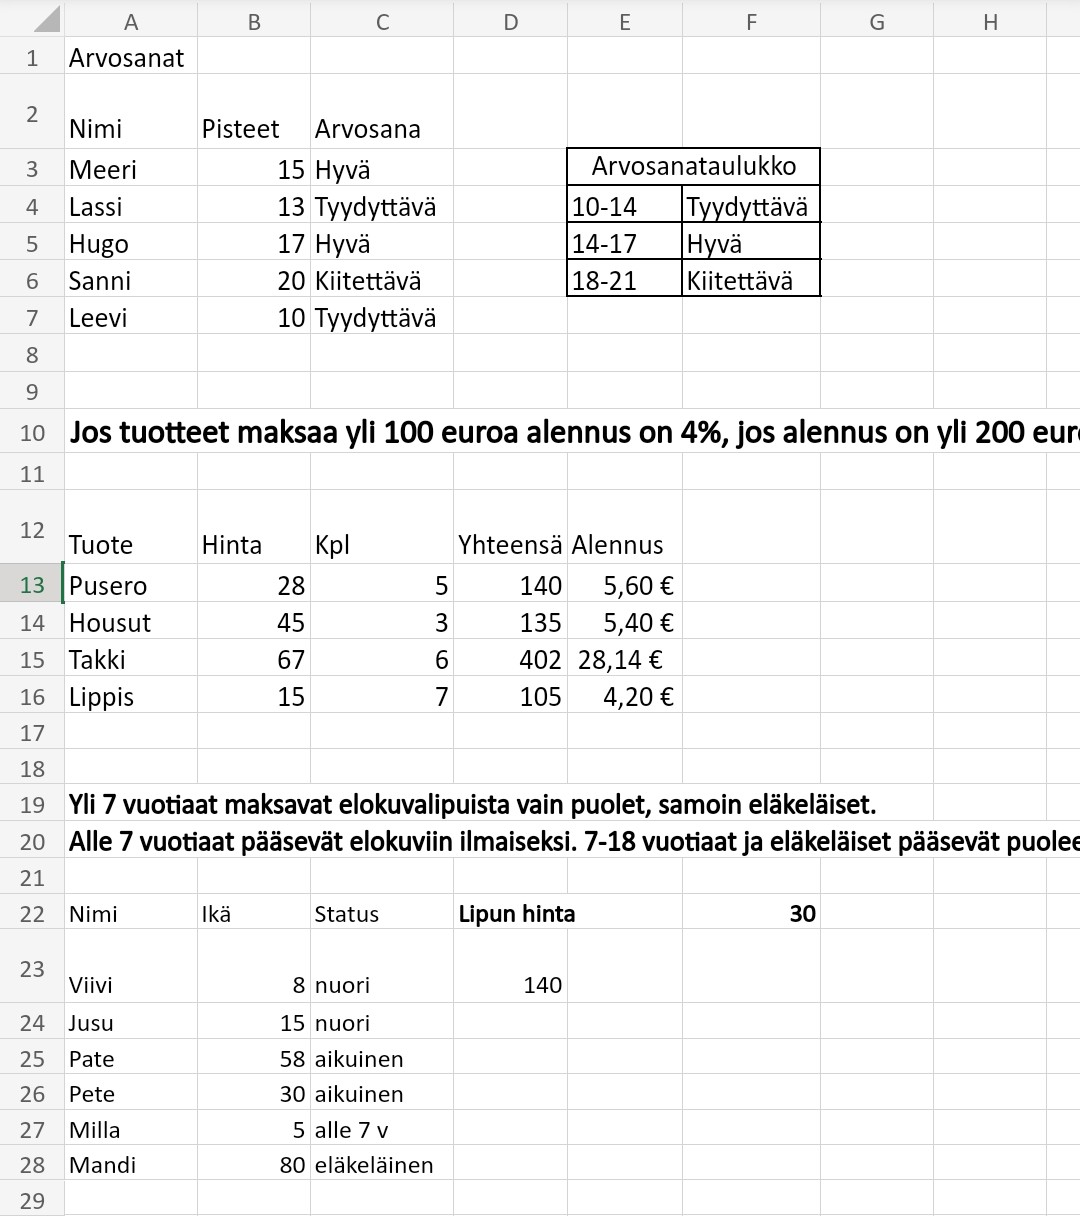 A B C D E F G H
1 Arvosanat
2 Nimi Pisteet Arvosana
3 Meeri 15 Hyvä Arvosanataulukko
4 Lassi 13 Tyydyttävä 10-14 Tyydyttävä
5 Hugo 17 Hyvä 14-17 Hyvä
6 Sanni 20 Kiitettävä 18-21 Kiitettävä
7 Leevi 10 Tyydyttävä
8
9
10 Jos tuotteet maksaa yli 100 euroa alennus on 4%, jos alennus on yli 200 eur
11
12 Tuote Hinta Kpl Yhteensä Alennus
13 Pusero 28 5 140 5,60 €
14 Housut 45 3 135 5,40 €
15 Takki 67 6 402 28,14 €
16 Lippis 15 7 105 4,20 €
17
18
19 Yli 7 vuotiaat maksavat elokuvalipuista vain puolet, samoin eläkeläiset.
20 Alle 7 vuotiaat pääsevät elokuviin ilmaiseksi. 7-18 vuotiaat ja eläkeläiset pääsevät puolee
21
22 Nimi Ikä Status Lipun hinta 30
23 Viivi 8 nuori 140
24 Jusu 15 nuori
25 Pate 58 aikuinen
26 Pete 30 aikuinen
27 Milla 5 alle 7 v
28 Mandi 80 eläkeläinen
29